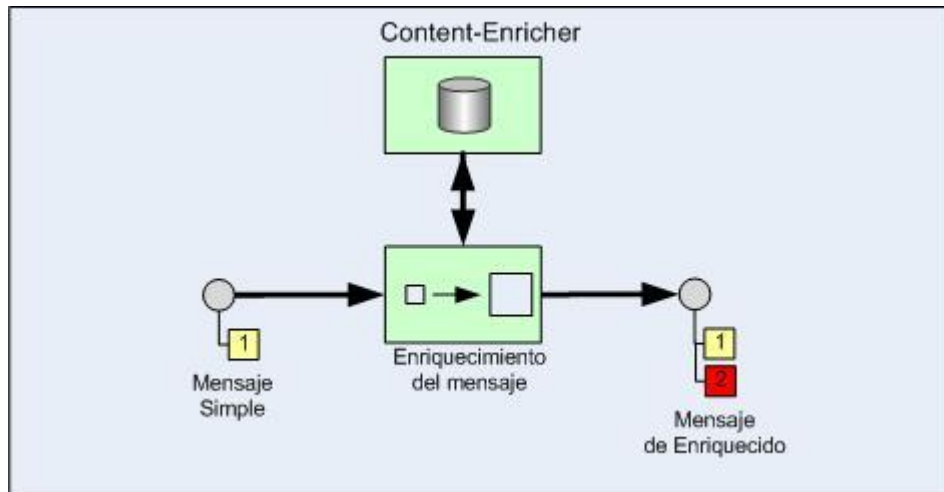 Content-Enricher
1
Mensaje
Simple
Enriquecimiento
del mensaje
1
2
Mensaje
de Enriquecido